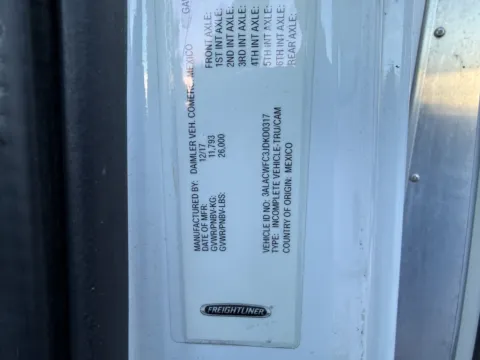 MANUFACTURED BY: DAIMLER VEH. COMER. MEXICO
DATE OF MFR: 12/17
GVWR/PNBV-KG: 11,793
GVWR/PNBV-LBS: 26,000
FRONT AXLE:
1ST INT AXLE:
2ND INT AXLE:
3RD INT AXLE:
4TH INT AXLE:
5TH INT AXLE:
6TH INT AXLE:
REAR AXLE:
VEHICLE ID NO: 3ALACWFC3JDKD0317
TYPE: INCOMPLETE VEHICLE-TRU/CAM
COUNTRY OF ORIGIN: MEXICO
FREIGHTLINER